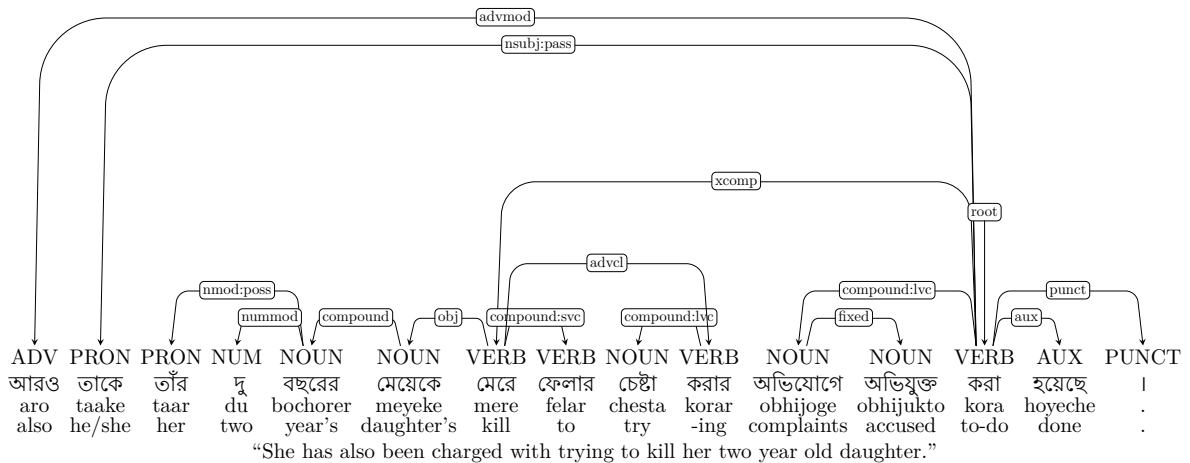 advmod
nsubj:pass
xcomp
root
advcl
nmod:poss compound:lvc punct
nummod compound obj compound:svc compound:lvc fixed aux
ADV PRON PRON NUM NOUN NOUN VERB VERB NOUN VERB NOUN NOUN VERB AUX PUNCT
আরও তাকে তাঁর দু বছরের মেয়েকে মেরে ফেলার চেষ্টা করার অভিযোগে অভিযুক্ত করা হয়েছে ।
aro taake taar du bochorer meyeke mere felar chesta korar obhijoge obhijukto kora hoyeche .
also he/she her two year's daughter's kill to try -ing complaints accused to-do done .
“She has also been charged with trying to kill her two year old daughter.”